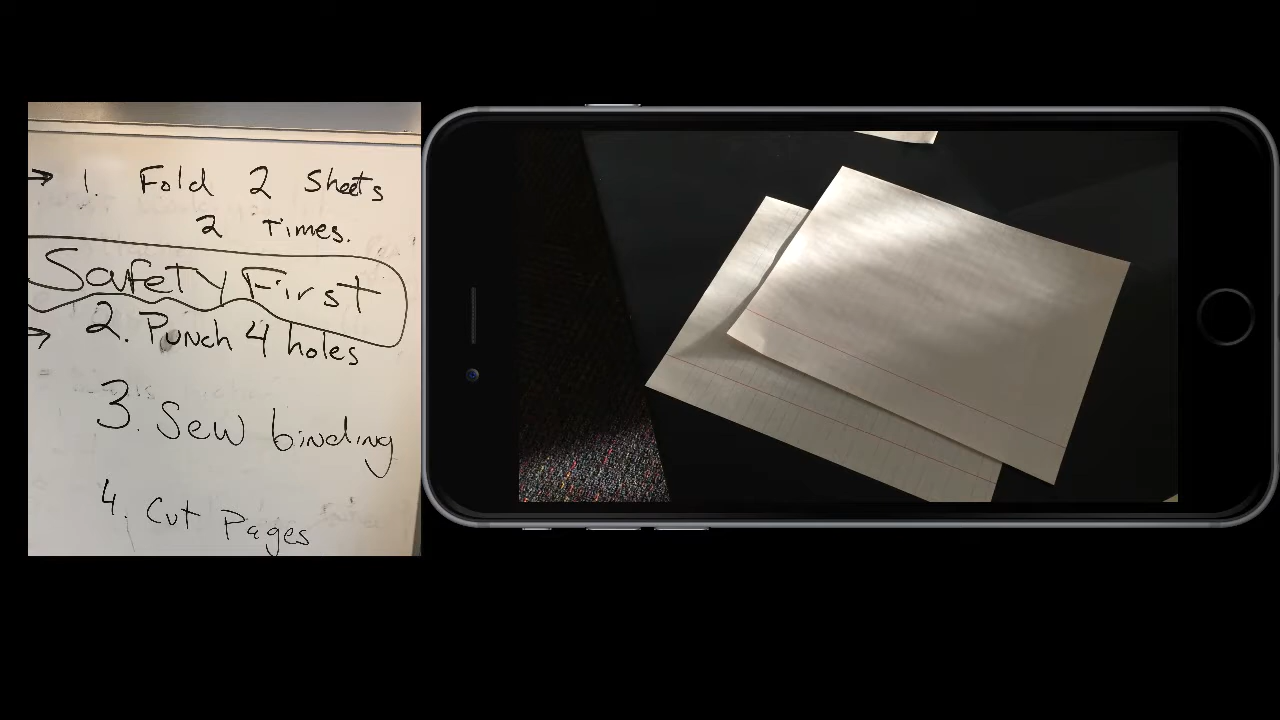 → 1. Fold 2 Sheets
2 Times.
Safety First
→ 2. Punch 4 holes
3. Sew binding
4. Cut Pages